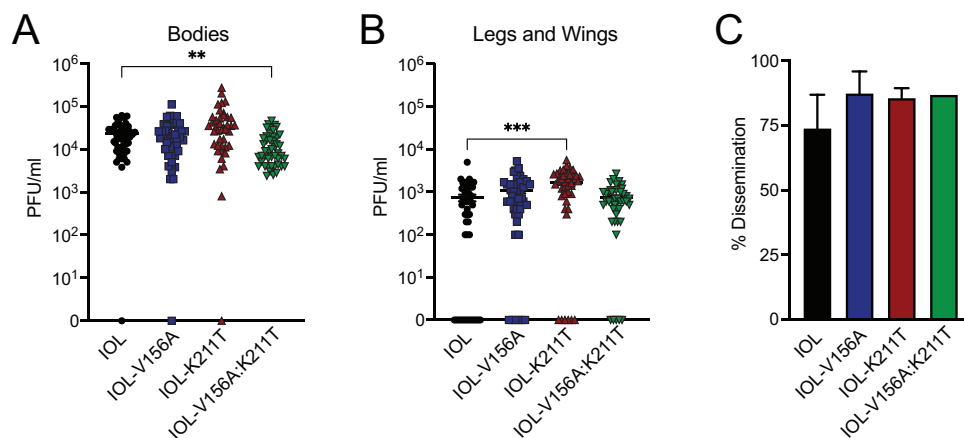 A
Bodies
**
10⁶
10⁵
10⁴
10³
10²
10¹
0
PFU/ml
IOL
IOL-V156A
IOL-K211T
IOL-V156A:K211T
B
Legs and Wings
***
10⁶
10⁵
10⁴
10³
10²
10¹
0
PFU/ml
IOL
IOL-V156A
IOL-K211T
IOL-V156A:K211T
C
100
75
50
25
0
% Dissemination
IOL
IOL-V156A
IOL-K211T
IOL-V156A:K211T